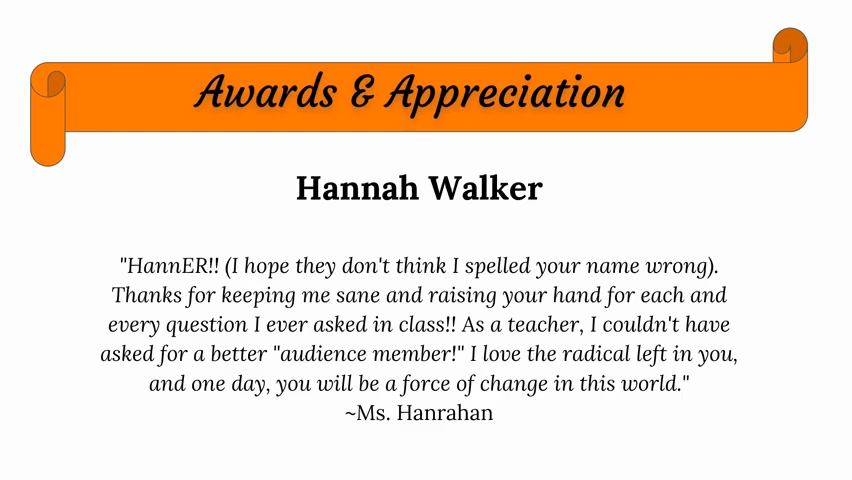 Awards & Appreciation
Hannah Walker
"HannER!! (I hope they don't think I spelled your name wrong).
Thanks for keeping me sane and raising your hand for each and
every question I ever asked in class!! As a teacher, I couldn't have
asked for a better "audience member!" I love the radical left in you,
and one day, you will be a force of change in this world."
~Ms. Hanrahan